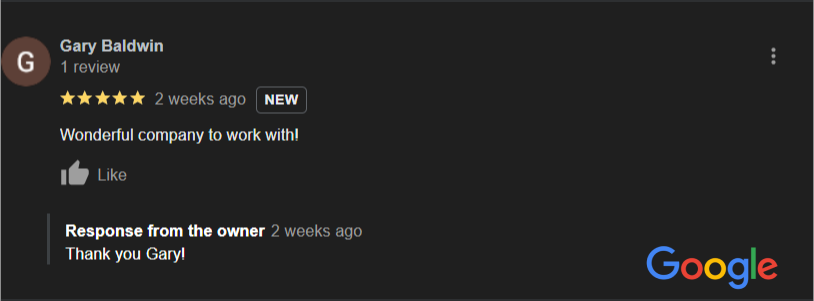 G
Gary Baldwin
1 review
2 weeks ago NEW
Wonderful company to work with!
Like
Response from the owner 2 weeks ago
Thank you Gary!
Google